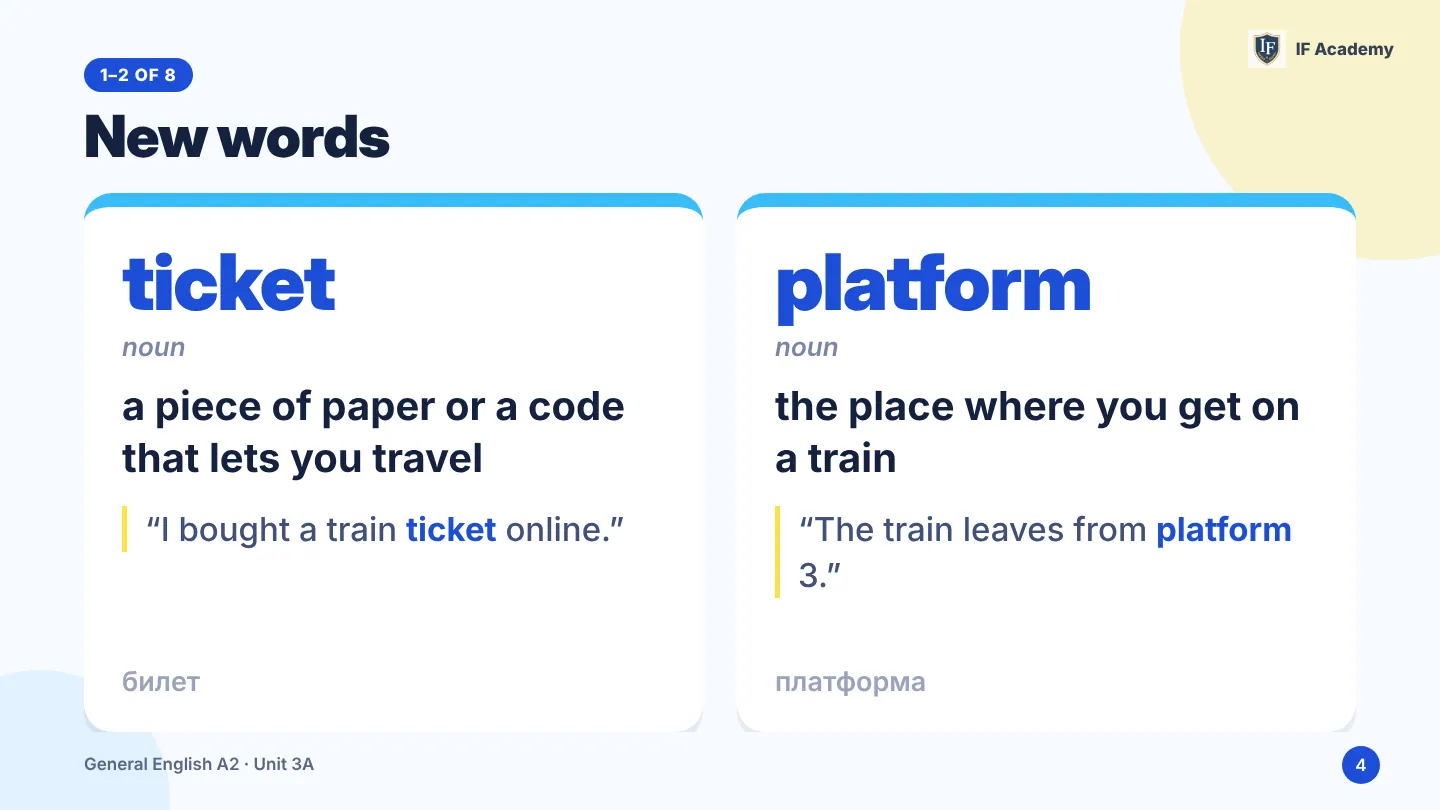 IF
IF Academy
1–2 OF 8
New words
ticket
noun
a piece of paper or a code
that lets you travel
“I bought a train ticket online.”
билет
platform
noun
the place where you get on
a train
“The train leaves from platform
3.”
платформа
General English A2 · Unit 3A
4